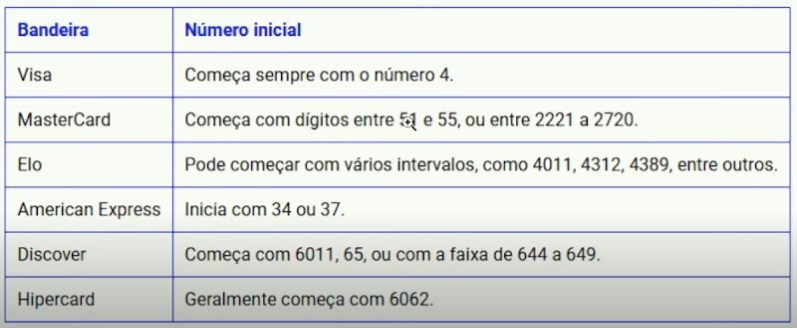 Bandeira Número inicial
Visa Começa sempre com o número 4.
MasterCard Começa com dígitos entre 51 e 55, ou entre 2221 a 2720.
Elo Pode começar com vários intervalos, como 4011, 4312, 4389, entre outros.
American Express Inicia com 34 ou 37.
Discover Começa com 6011, 65, ou com a faixa de 644 a 649.
Hipercard Geralmente começa com 6062.